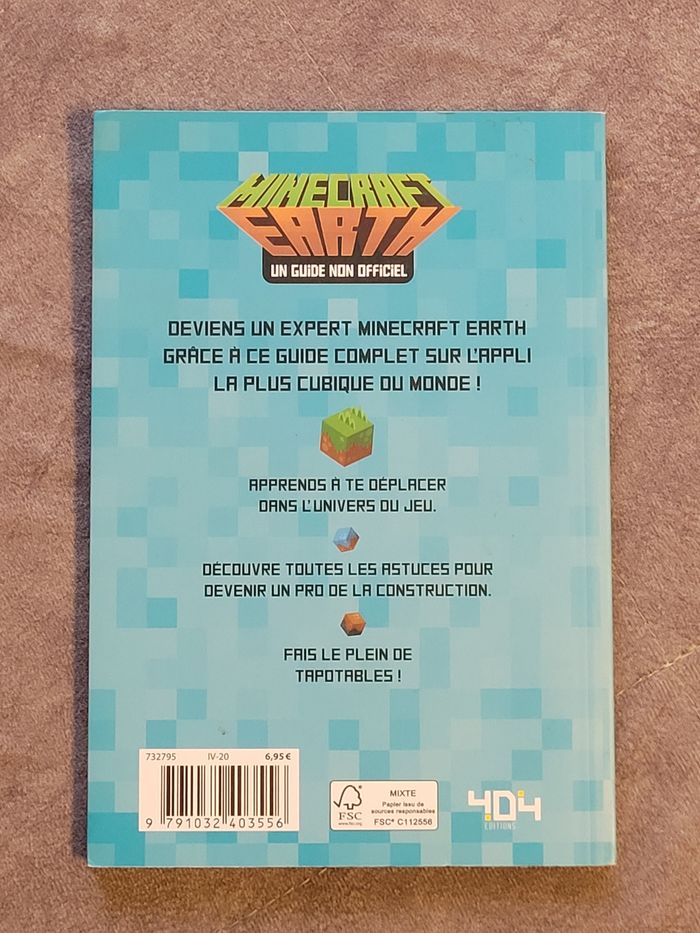 MINECRAFT
EARTH
UN GUIDE NON OFFICIEL
DEVIENS UN EXPERT MINECRAFT EARTH
GRÂCE À CE GUIDE COMPLET SUR L'APPLI
LA PLUS CUBIQUE DU MONDE !
APPRENDS À TE DÉPLACER
DANS L'UNIVERS DU JEU.
DÉCOUVRE TOUTES LES ASTUCES POUR
DEVENIR UN PRO DE LA CONSTRUCTION.
FAIS LE PLEIN DE
TAPOTABLES !
732795 IV-20 6,95 €
9 791032 403556
FSC
www.fsc.org
MIXTE
Papier issu de
sources responsables
FSC® C112556
404
ÉDITIONS